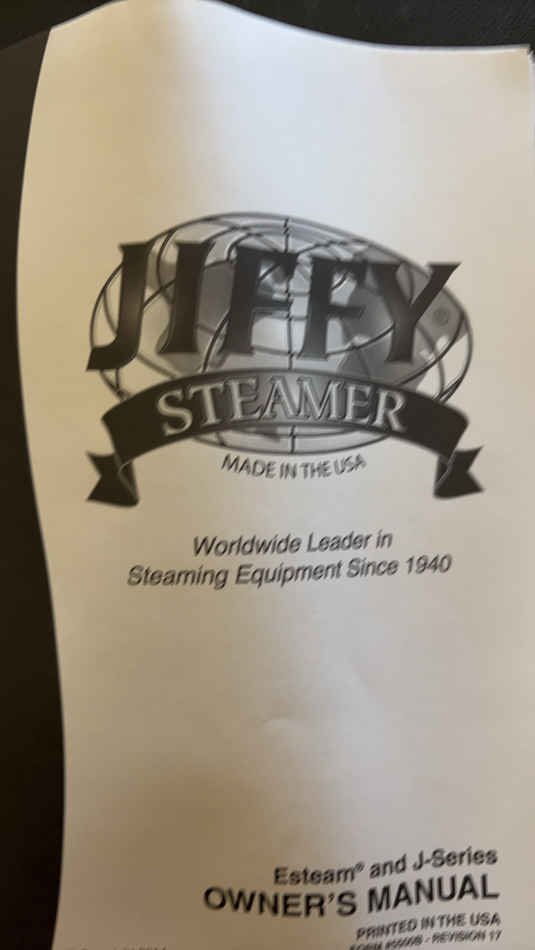 JIFFY®
STEAMER
MADE IN THE USA
Worldwide Leader in
Steaming Equipment Since 1940
Esteam® and J-Series
OWNER'S MANUAL
PRINTED IN THE USA
REVISION 17